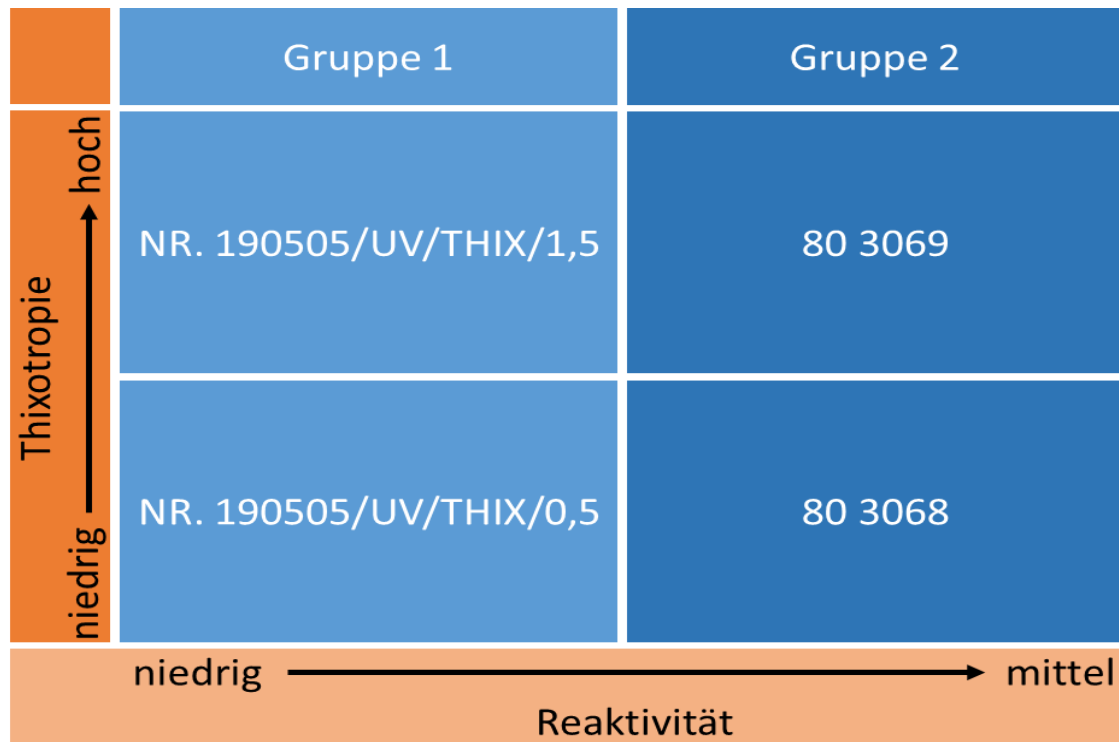 Gruppe 1
Gruppe 2
Thixotropie
niedrig
hoch
NR. 190505/UV/THIX/1,5
80 3069
NR. 190505/UV/THIX/0,5
80 3068
niedrig
mittel
Reaktivität